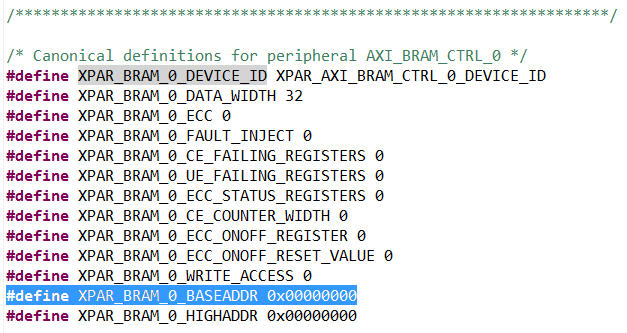 /******************************************************************/
/* Canonical definitions for peripheral AXI_BRAM_CTRL_0 */
#define XPAR_BRAM_0_DEVICE_ID XPAR_AXI_BRAM_CTRL_0_DEVICE_ID
#define XPAR_BRAM_0_DATA_WIDTH 32
#define XPAR_BRAM_0_ECC 0
#define XPAR_BRAM_0_FAULT_INJECT 0
#define XPAR_BRAM_0_CE_FAILING_REGISTERS 0
#define XPAR_BRAM_0_UE_FAILING_REGISTERS 0
#define XPAR_BRAM_0_ECC_STATUS_REGISTERS 0
#define XPAR_BRAM_0_CE_COUNTER_WIDTH 0
#define XPAR_BRAM_0_ECC_ONOFF_REGISTER 0
#define XPAR_BRAM_0_ECC_ONOFF_RESET_VALUE 0
#define XPAR_BRAM_0_WRITE_ACCESS 0
#define XPAR_BRAM_0_BASEADDR 0x00000000
#define XPAR_BRAM_0_HIGHADDR 0x00000000